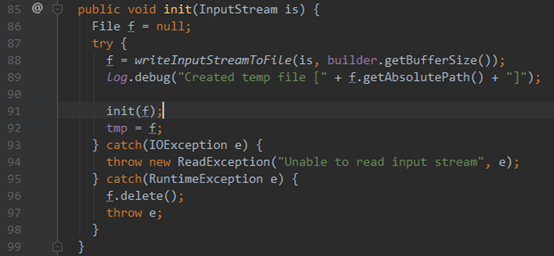 85 @ public void init(InputStream is) {
86 File f = null;
87 try {
88 f = writeInputStreamToFile(is, builder.getBufferSize());
89 log.debug("Created temp file [" + f.getAbsolutePath() + "]");
90
91 init(f);
92 tmp = f;
93 } catch(IOException e) {
94 throw new ReadException("Unable to read input stream", e);
95 } catch(RuntimeException e) {
96 f.delete();
97 throw e;
98 }
99 }